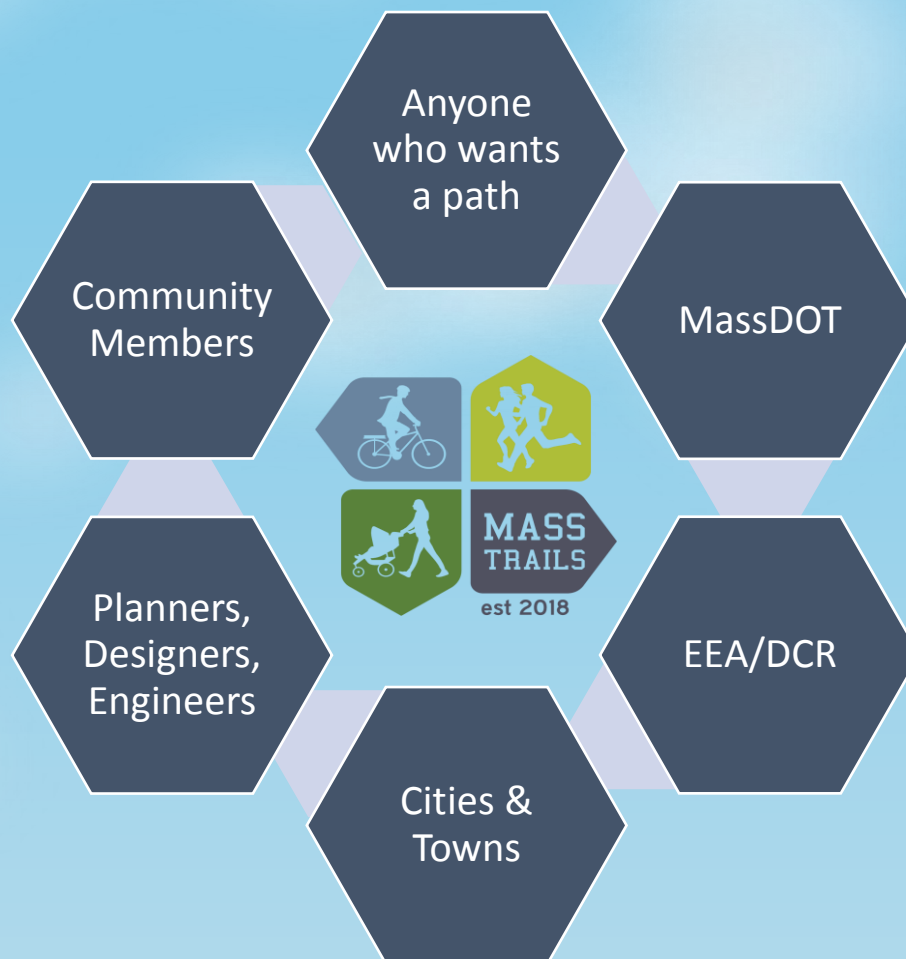 Anyone
who wants
a path
MassDOT
EEA/DCR
Cities &
Towns
Planners,
Designers,
Engineers
Community
Members
MASS
TRAILS
est 2018